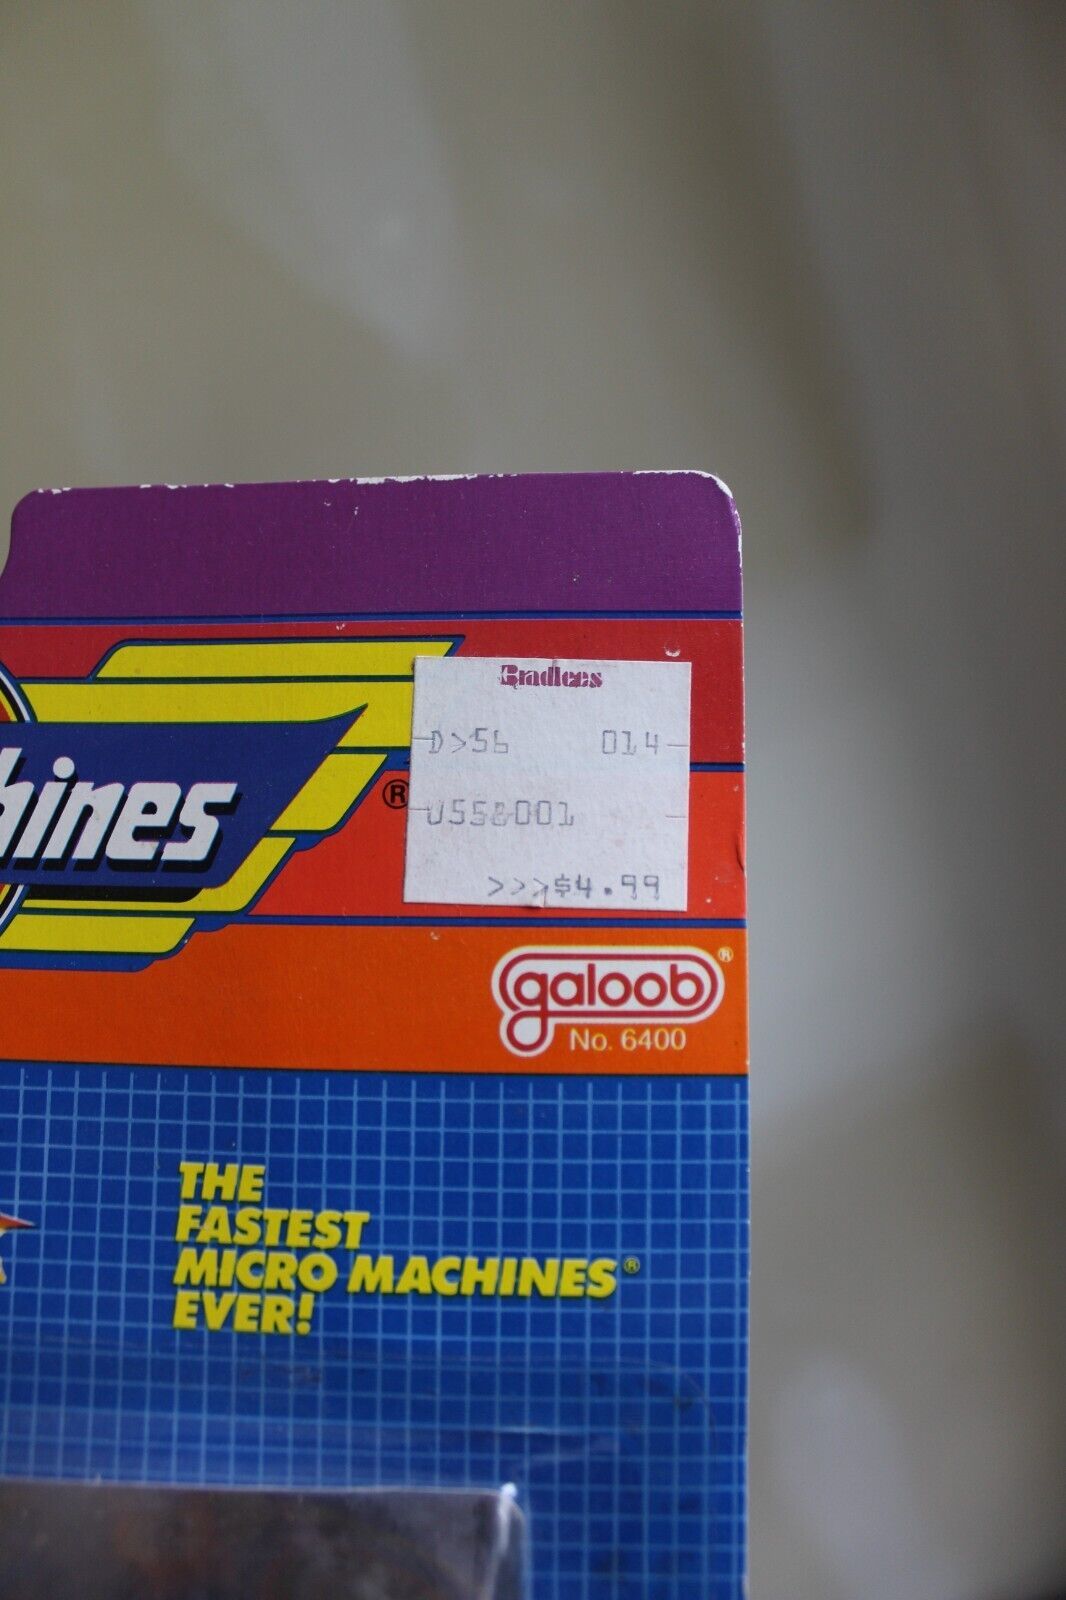 Bradlees
D>56 014
U558001
>>>$4.99
hines
®
galoob®
No. 6400
THE
FASTEST
MICRO MACHINES®
EVER!